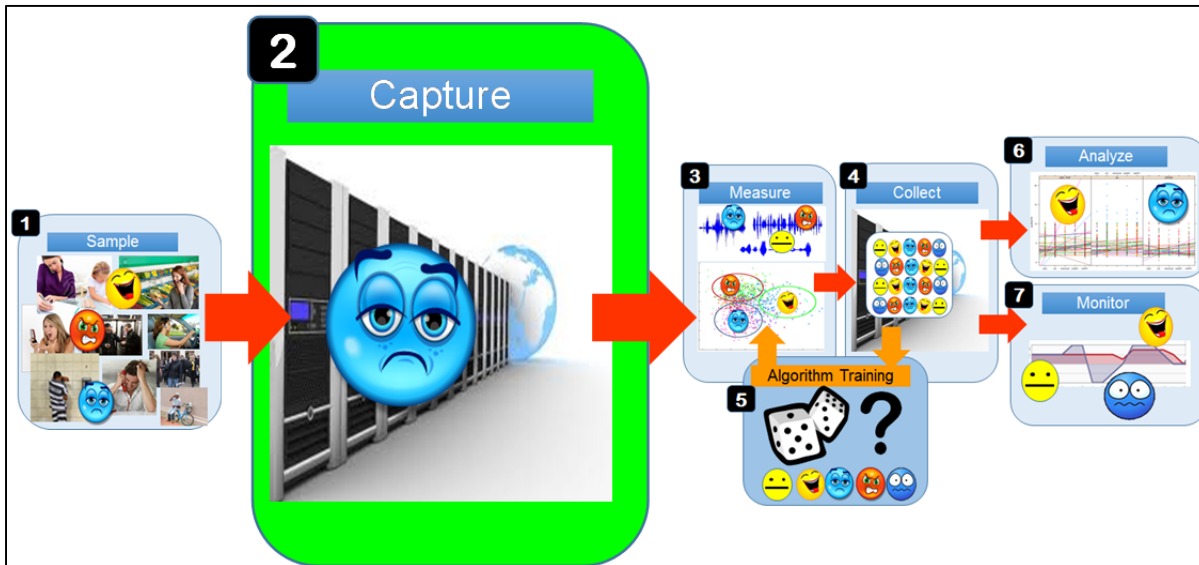 1
Sample
2
Capture
3
Measure
4
Collect
5
Algorithm Training
?
6
Analyze
7
Monitor